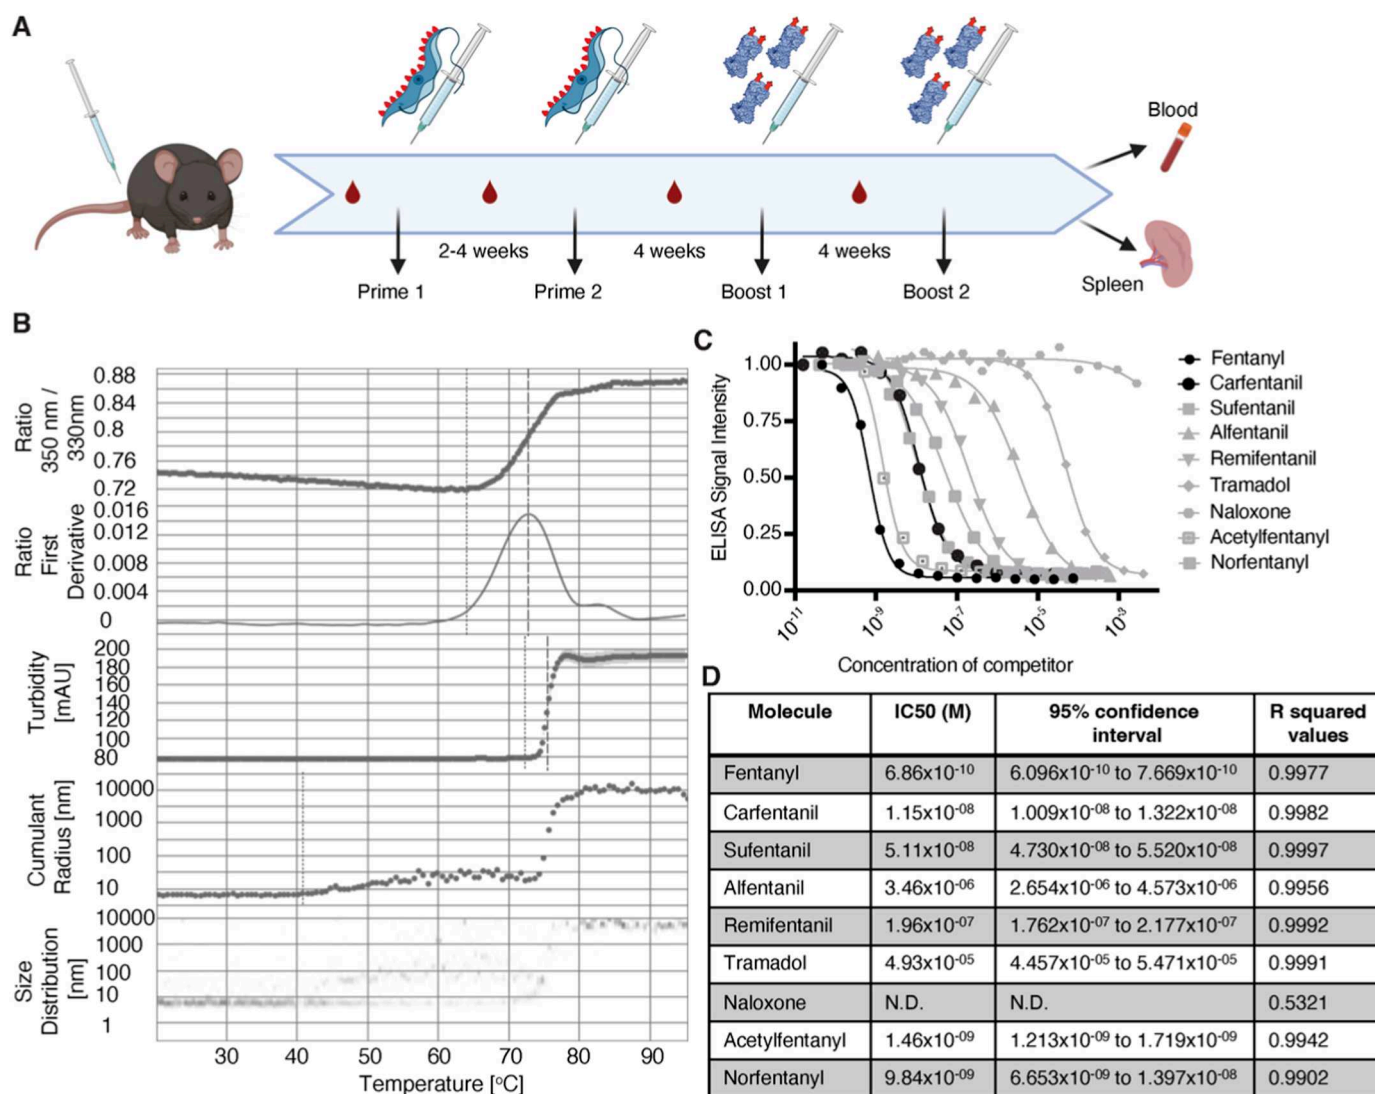 A
Blood
2-4 weeks
4 weeks
4 weeks
Spleen
Prime 1
Prime 2
Boost 1
Boost 2
B
Ratio
350 nm /
330nm
0.88
0.84
0.8
0.76
0.72
Ratio
First
Derivative
0.016
0.012
0.008
0.004
0
Turbidity
[mAU]
200
180
160
140
120
100
80
Cumulant
Radius [nm]
10000
1000
100
10
Size
Distribution
[nm]
10000
1000
100
10
1
30 40 50 60 70 80 90
Temperature [°C]
C
ELISA Signal Intensity
1.00
0.75
0.50
0.25
0.00
10⁻¹¹ 10⁻⁹ 10⁻⁷ 10⁻⁵ 10⁻³
Concentration of competitor
Fentanyl
Carfentanil
Sufentanil
Alfentanil
Remifentanil
Tramadol
Naloxone
Acetylfentanyl
Norfentanyl
D
Molecule IC50 (M) 95% confidence interval R squared values
Fentanyl 6.86x10⁻¹⁰ 6.096x10⁻¹⁰ to 7.669x10⁻¹⁰ 0.9977
Carfentanil 1.15x10⁻⁰⁸ 1.009x10⁻⁰⁸ to 1.322x10⁻⁰⁸ 0.9982
Sufentanil 5.11x10⁻⁰⁸ 4.730x10⁻⁰⁸ to 5.520x10⁻⁰⁸ 0.9997
Alfentanil 3.46x10⁻⁰⁶ 2.654x10⁻⁰⁶ to 4.573x10⁻⁰⁶ 0.9956
Remifentanil 1.96x10⁻⁰⁷ 1.762x10⁻⁰⁷ to 2.177x10⁻⁰⁷ 0.9992
Tramadol 4.93x10⁻⁰⁵ 4.457x10⁻⁰⁵ to 5.471x10⁻⁰⁵ 0.9991
Naloxone N.D. N.D. 0.5321
Acetylfentanyl 1.46x10⁻⁰⁹ 1.213x10⁻⁰⁹ to 1.719x10⁻⁰⁹ 0.9942
Norfentanyl 9.84x10⁻⁰⁹ 6.653x10⁻⁰⁹ to 1.397x10⁻⁰⁸ 0.9902